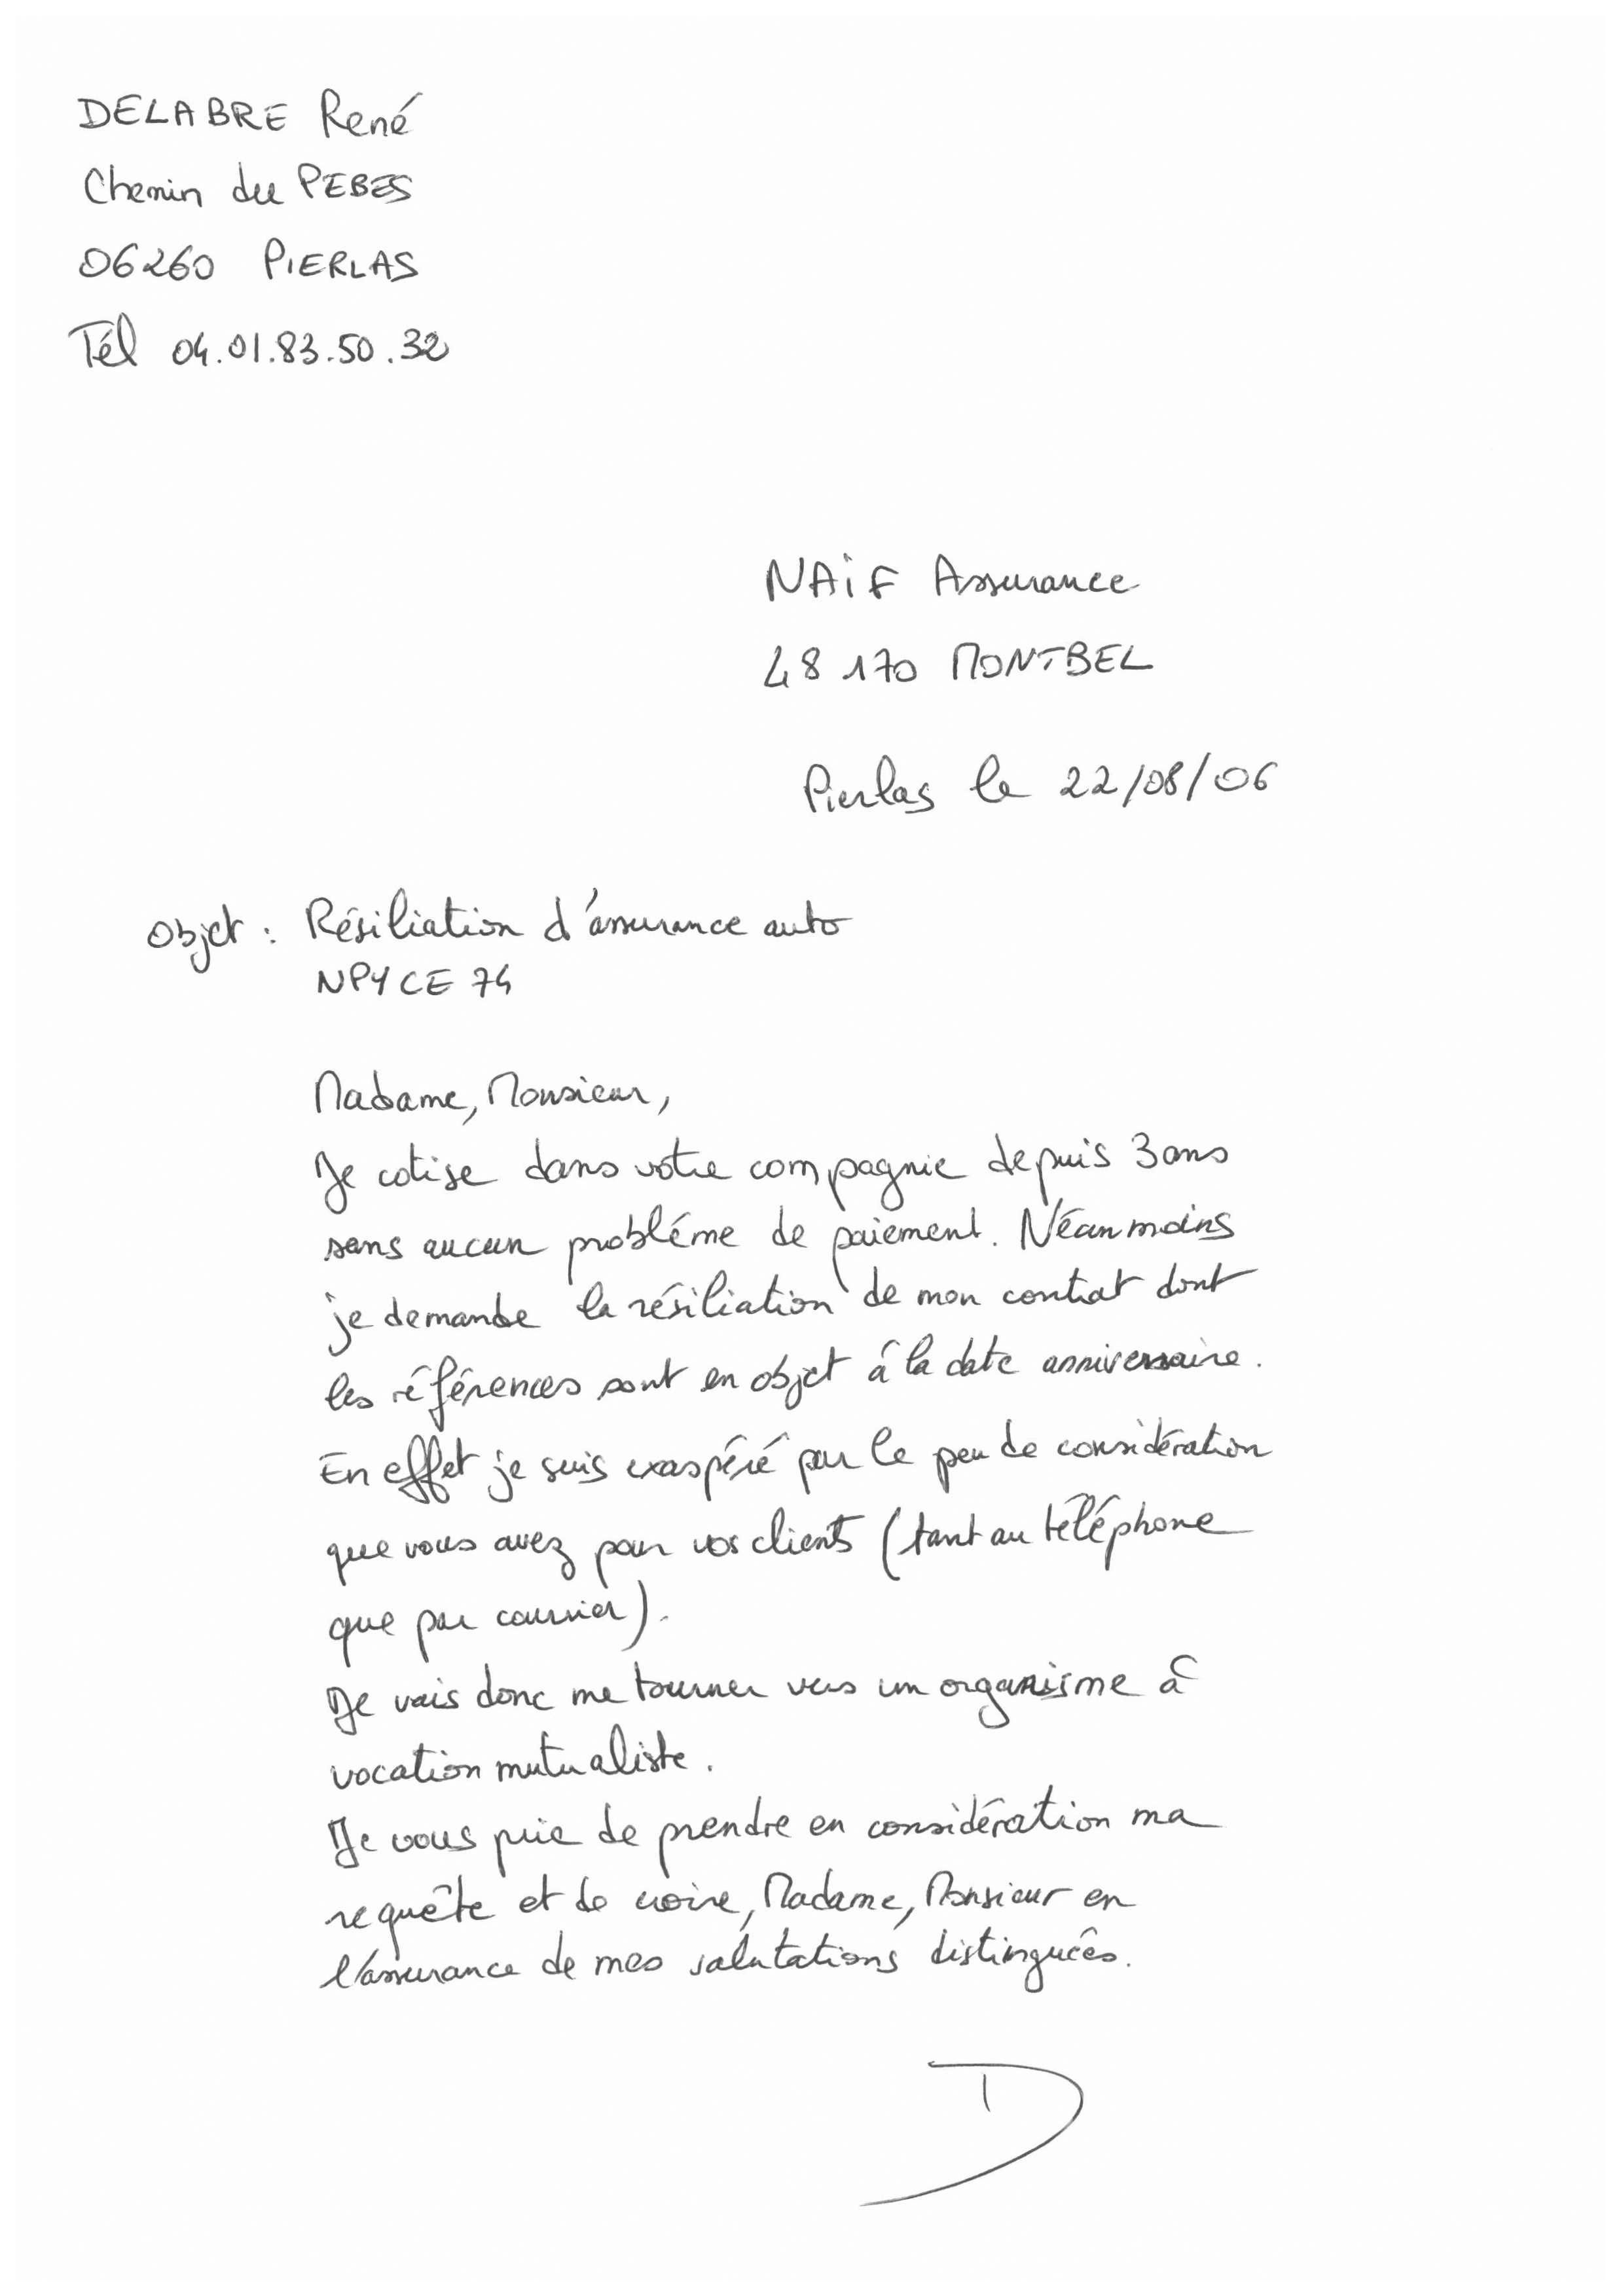 DELABRE René
Chemin du PEBES
06260 PIERLAS
Tél 04.01.83.50.32
NAiF Assurance
48170 MONTBEL
Pierlas le 22/08/06
Objet : Résiliation d'assurance auto
NPYCE 74
Madame, Monsieur,
Je cotise dans votre compagnie depuis 3 ans
sans aucun probléme de paiement. Néanmoins
je demande la résiliation de mon contrat dont
les références sont en objet á la date anniversaire.
En effet je suis exaspéré par le peu de considération
que vous avez pour vos clients (tant au téléphone
que par courrier).
Je vais donc me tourner vers un organisme à
vocation mutualiste.
Je vous prie de prendre en considération ma
requête et de croire, Madame, Monsieur en
l'assurance de mes salutations distinguées.
D